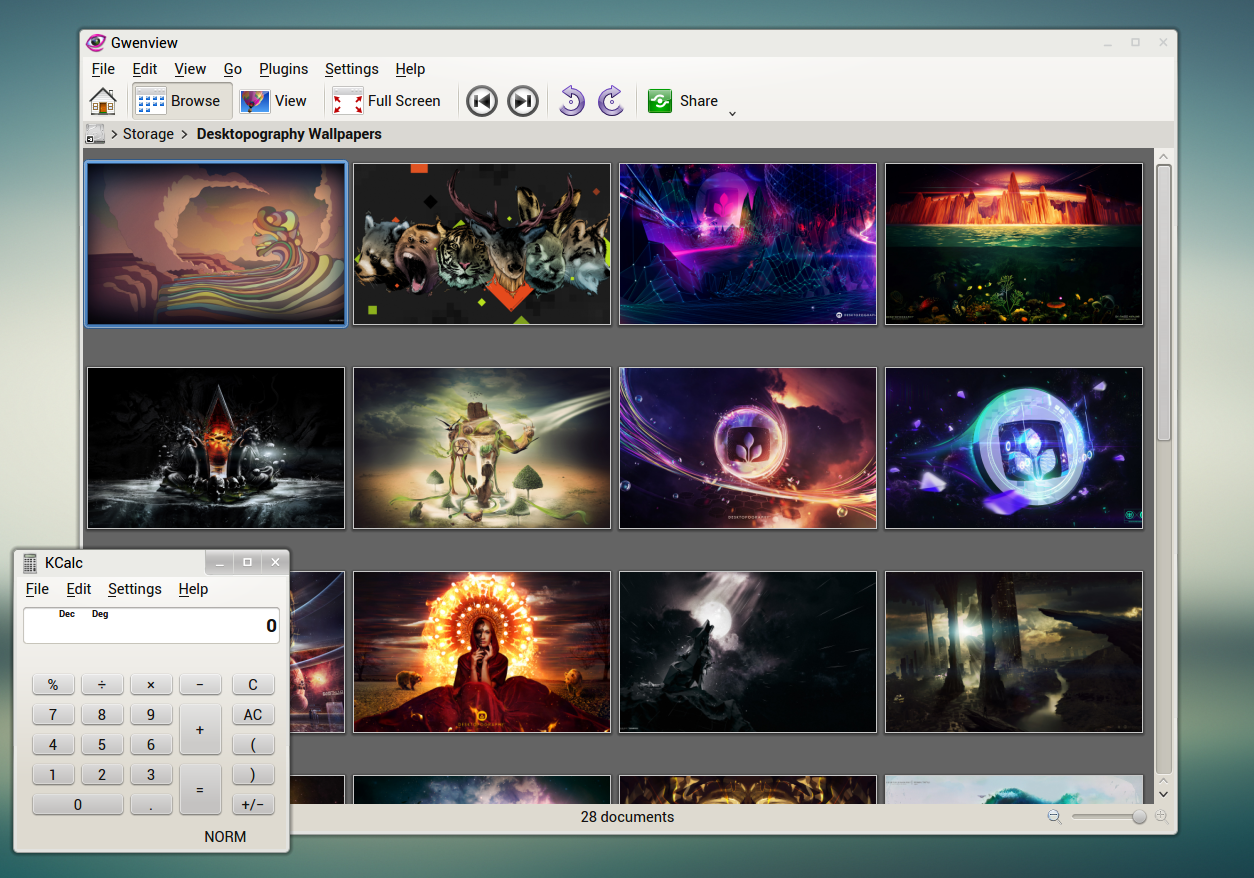 Gwenview
File Edit View Go Plugins Settings Help
Browse View Full Screen Share
> Storage > Desktopography Wallpapers
KCalc
File Edit Settings Help
Dec Deg
0
% ÷ × − C
7 8 9 + AC
4 5 6 (
1 2 3 = )
0 . +/−
NORM
28 documents